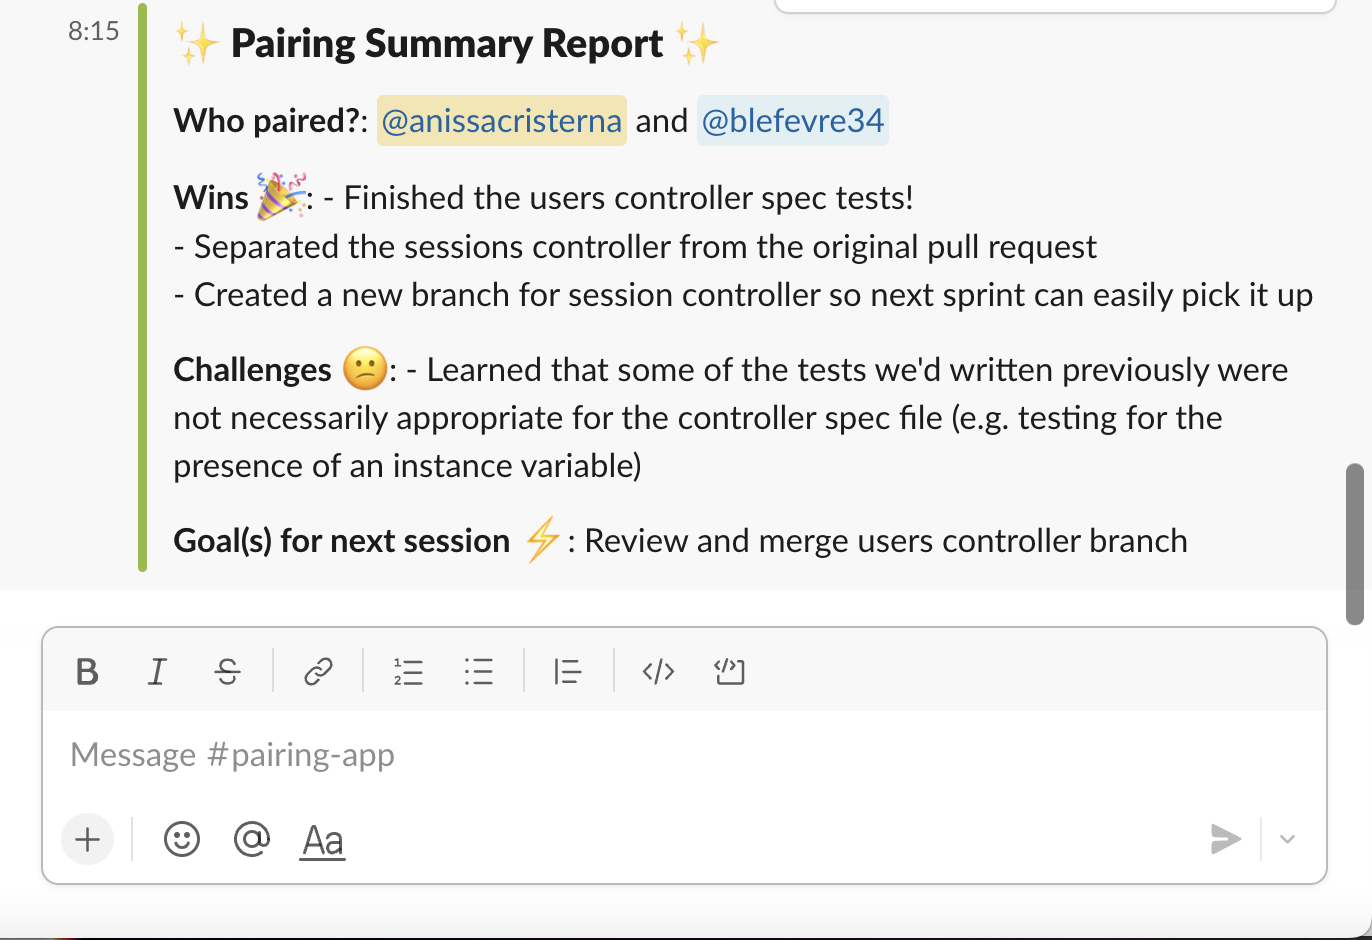 8:15
✨ Pairing Summary Report ✨
Who paired?: @anissacristerna and @blefevre34
Wins 🎉: - Finished the users controller spec tests!
- Separated the sessions controller from the original pull request
- Created a new branch for session controller so next sprint can easily pick it up
Challenges 😕: - Learned that some of the tests we'd written previously were
not necessarily appropriate for the controller spec file (e.g. testing for the
presence of an instance variable)
Goal(s) for next session ⚡: Review and merge users controller branch
B I S
Message #pairing-app
+ @ Aa